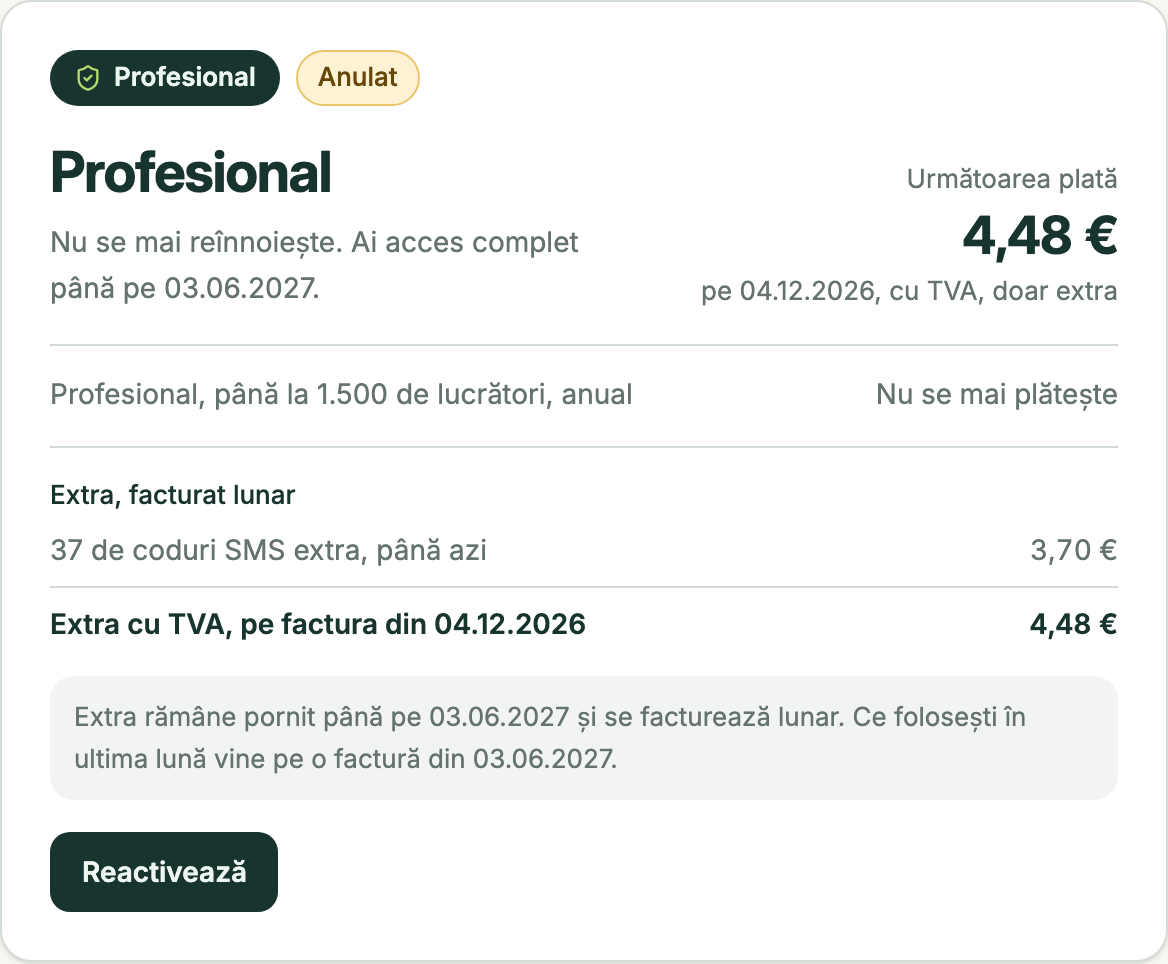 Profesional
Anulat
Profesional
Nu se mai reînnoiește. Ai acces complet
până pe 03.06.2027.
Următoarea plată
4,48 €
pe 04.12.2026, cu TVA, doar extra
Profesional, până la 1.500 de lucrători, anual
Nu se mai plătește
Extra, facturat lunar
37 de coduri SMS extra, până azi
3,70 €
Extra cu TVA, pe factura din 04.12.2026
4,48 €
Extra rămâne pornit până pe 03.06.2027 și se facturează lunar. Ce folosești în
ultima lună vine pe o factură din 03.06.2027.
Reactivează